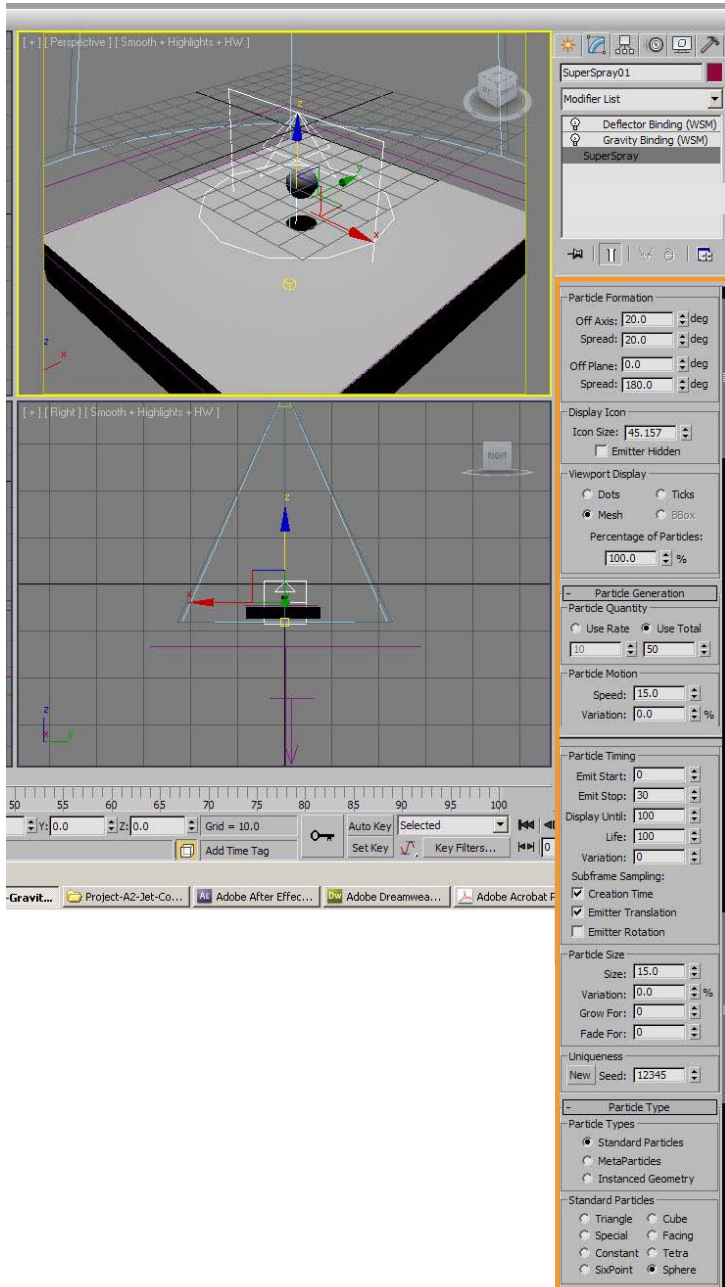 [ + ] [ Perspective ] [ Smooth + Highlights + HW ]
z
y
x
z
x
SuperSpray01
Modifier List
Deflector Binding (WSM)
Gravity Binding (WSM)
SuperSpray
Particle Formation
Off Axis: 20.0 deg
Spread: 20.0 deg
Off Plane: 0.0 deg
Spread: 180.0 deg
Display Icon
Icon Size: 45.157
Emitter Hidden
Viewport Display
Dots Ticks
Mesh BBox
Percentage of Particles:
100.0 %
- Particle Generation
Particle Quantity
Use Rate Use Total
10 50
Particle Motion
Speed: 15.0
Variation: 0.0 %
[ + ] [ Right ] [ Smooth + Highlights + HW ]
RIGHT
z
x
z
x y
50 55 60 65 70 75 80 85 90 95 100
Y: 0.0 Z: 0.0 Grid = 10.0 Auto Key Selected
Add Time Tag Set Key Key Filters... 0
-Gravit... Project-A2-Jet-Co... AE Adobe After Effec... Dw Adobe Dreamwea... Adobe Acrobat P
Particle Timing
Emit Start: 0
Emit Stop: 30
Display Until: 100
Life: 100
Variation: 0
Subframe Sampling:
Creation Time
Emitter Translation
Emitter Rotation
Particle Size
Size: 15.0
Variation: 0.0 %
Grow For: 0
Fade For: 0
Uniqueness
New Seed: 12345
- Particle Type
Particle Types
Standard Particles
MetaParticles
Instanced Geometry
Standard Particles
Triangle Cube
Special Facing
Constant Tetra
SixPoint Sphere